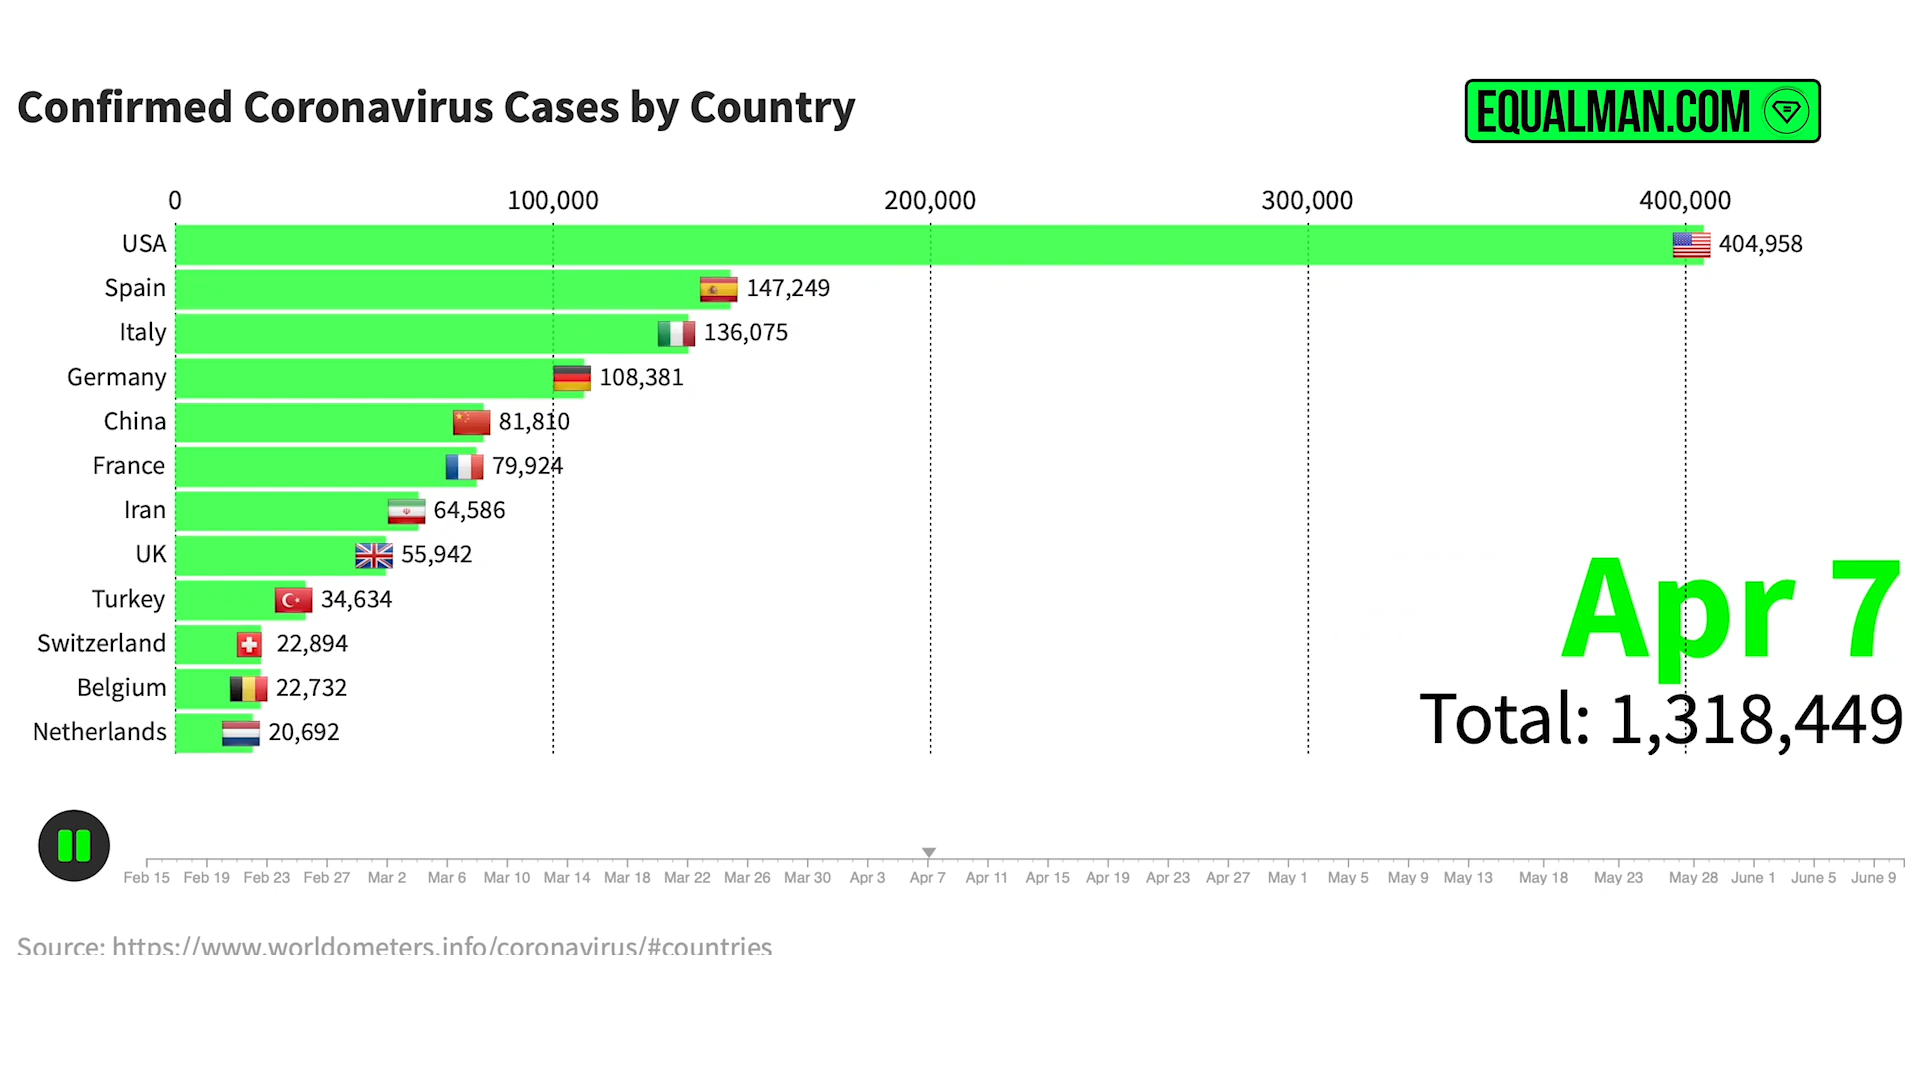 Confirmed Coronavirus Cases by Country
EQUALMAN.COM
0 100,000 200,000 300,000 400,000
USA 404,958
Spain 147,249
Italy 136,075
Germany 108,381
China 81,810
France 79,924
Iran 64,586
UK 55,942
Turkey 34,634
Switzerland 22,894
Belgium 22,732
Netherlands 20,692
Apr 7
Total: 1,318,449
Feb 15 Feb 19 Feb 23 Feb 27 Mar 2 Mar 6 Mar 10 Mar 14 Mar 18 Mar 22 Mar 26 Mar 30 Apr 3 Apr 7 Apr 11 Apr 15 Apr 19 Apr 23 Apr 27 May 1 May 5 May 9 May 13 May 18 May 23 May 28 June 1 June 5 June 9
Source: https://www.worldometers.info/coronavirus/#countries